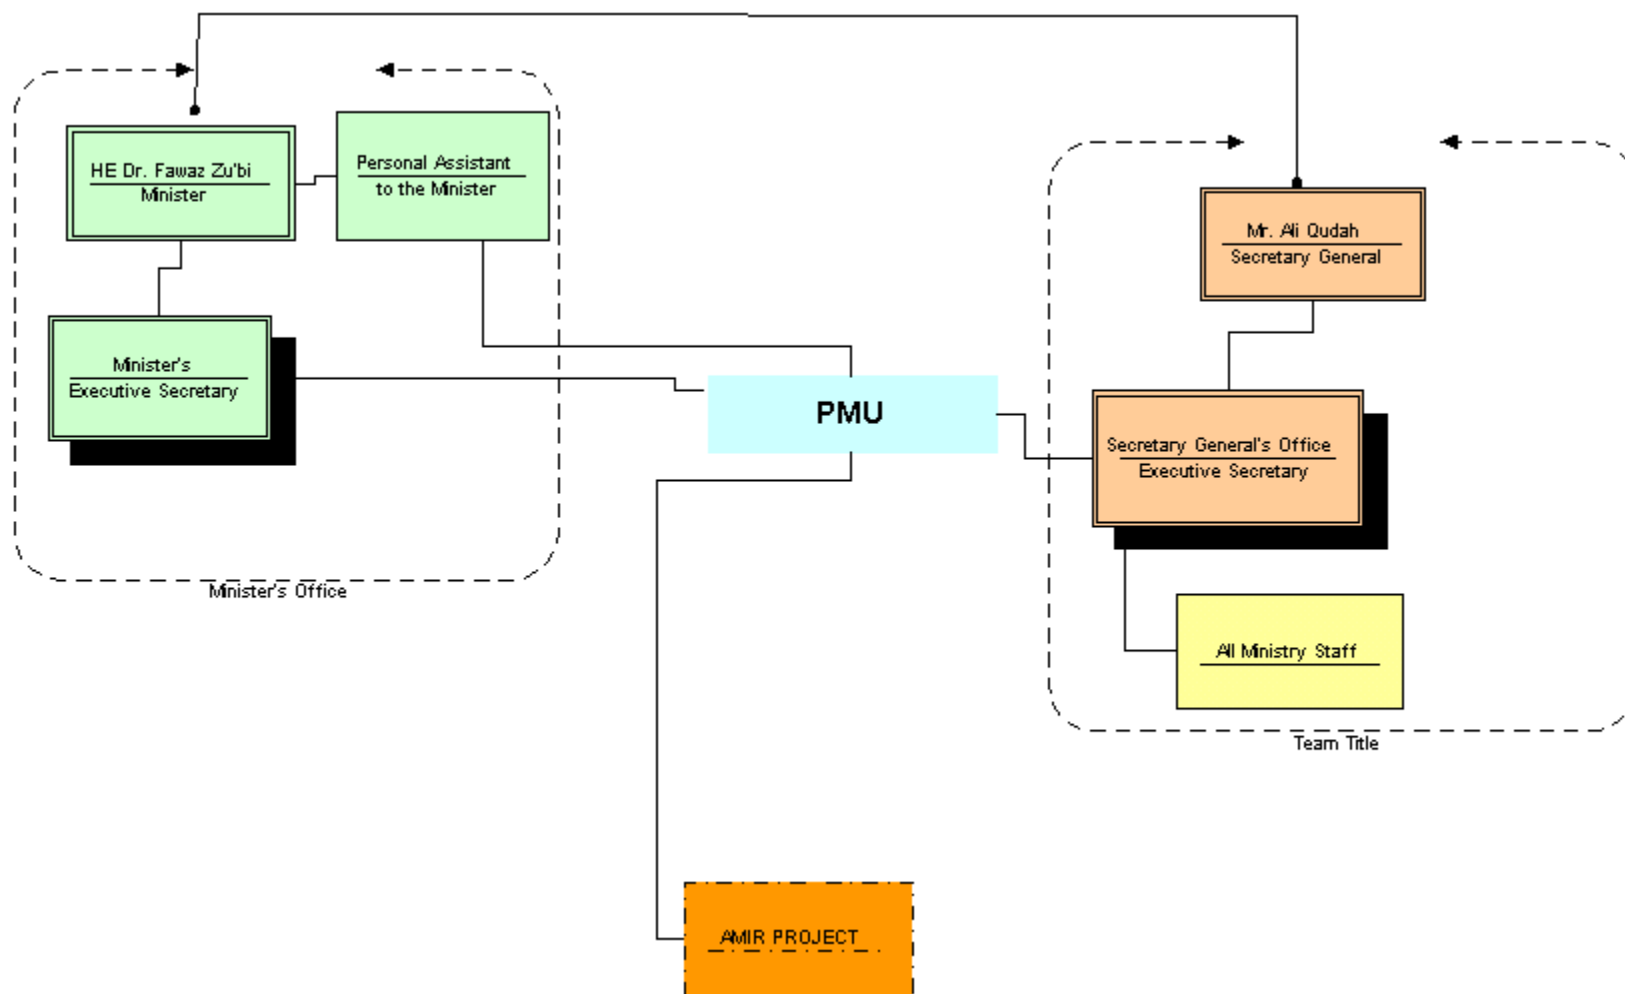 HE Dr. Fawaz Zu'bi
Minister
Personal Assistant
to the Minister
Minister's
Executive Secretary
Minister's Office
PMU
Mr. Ali Qudah
Secretary General
Secretary General's Office
Executive Secretary
All Ministry Staff
Team Title
AMIR PROJECT